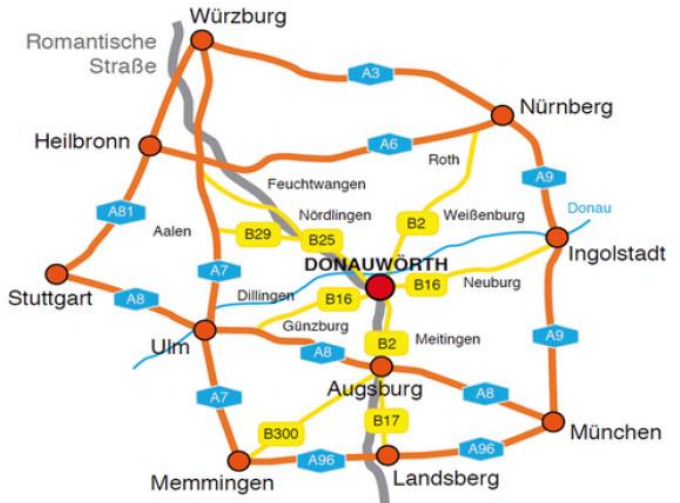 Würzburg
Romantische
Straße
A3
Nürnberg
Heilbronn
A6
Roth
Feuchtwangen
A9
A81
Nördlingen
B2
Weißenburg
Donau
Aalen
B29
B25
Ingolstadt
DONAUWÖRTH
Stuttgart
A8
A7
Dillingen
B16
B16
Neuburg
Günzburg
Ulm
A8
B2
Meitingen
A9
Augsburg
A7
A8
B300
B17
München
Memmingen
A96
Landsberg
A96